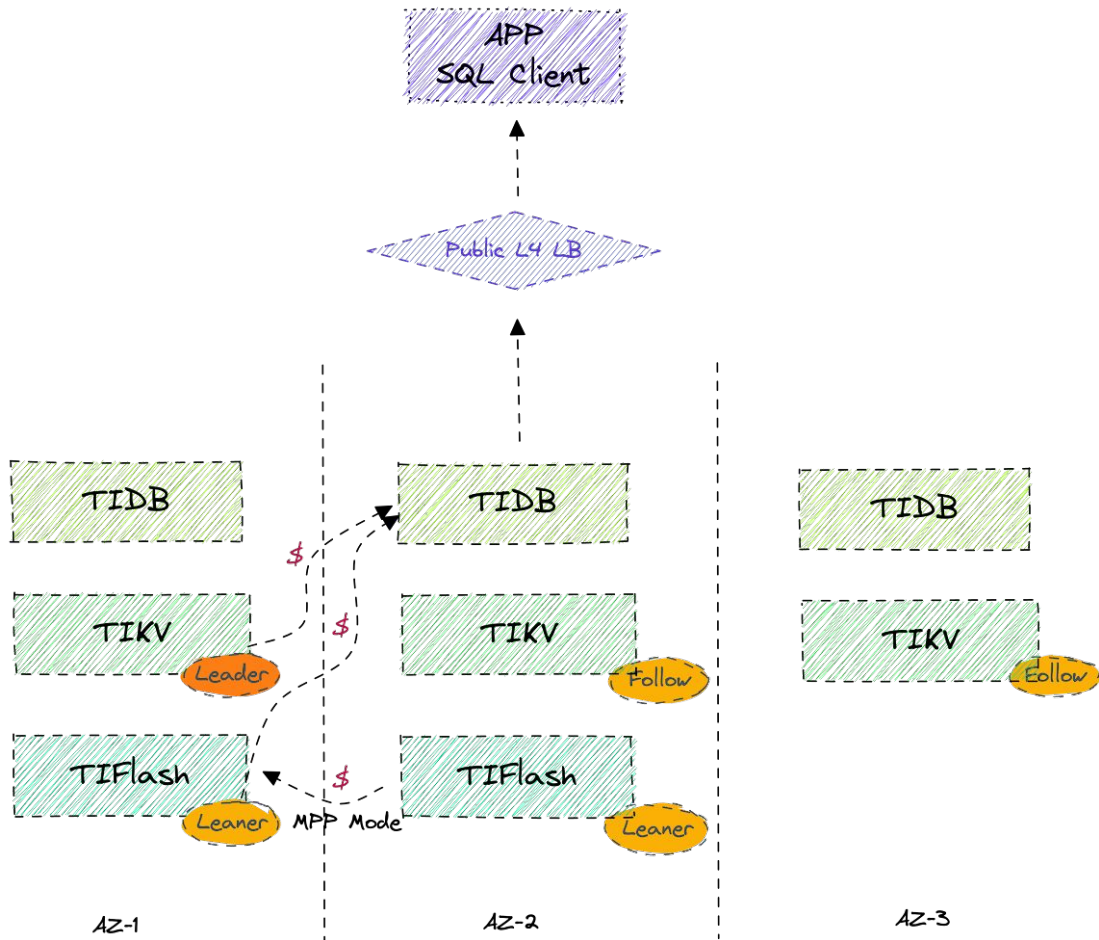 APP
SQL Client
Public L4 LB
TIDB
TIDB
TIDB
$
$
TIKV
TIKV
TIKV
Leader
Follow
Eollow
TIFlash
TIFlash
$
Leaner
MPP Mode
Leaner
AZ-1
AZ-2
AZ-3